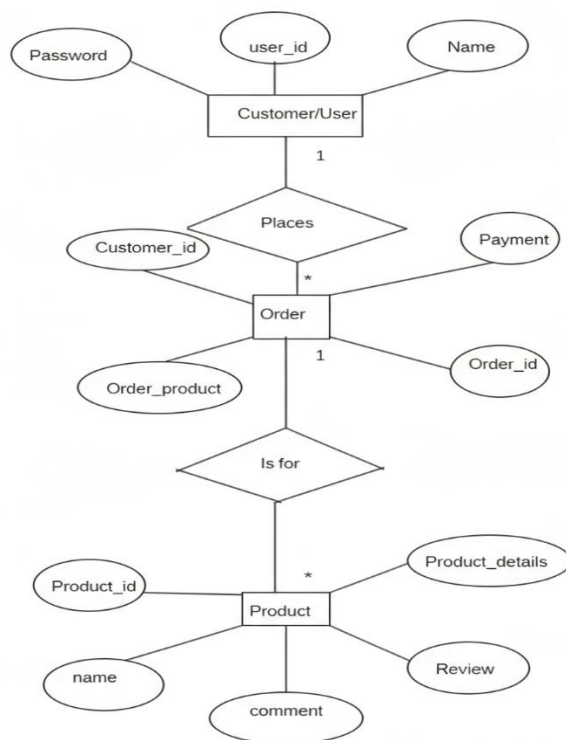 Password
user_id
Name
Customer/User
1
Places
Customer_id
Payment
*
Order
1
Order_product
Order_id
Is for
Product_details
*
Product_id
Product
name
comment
Review